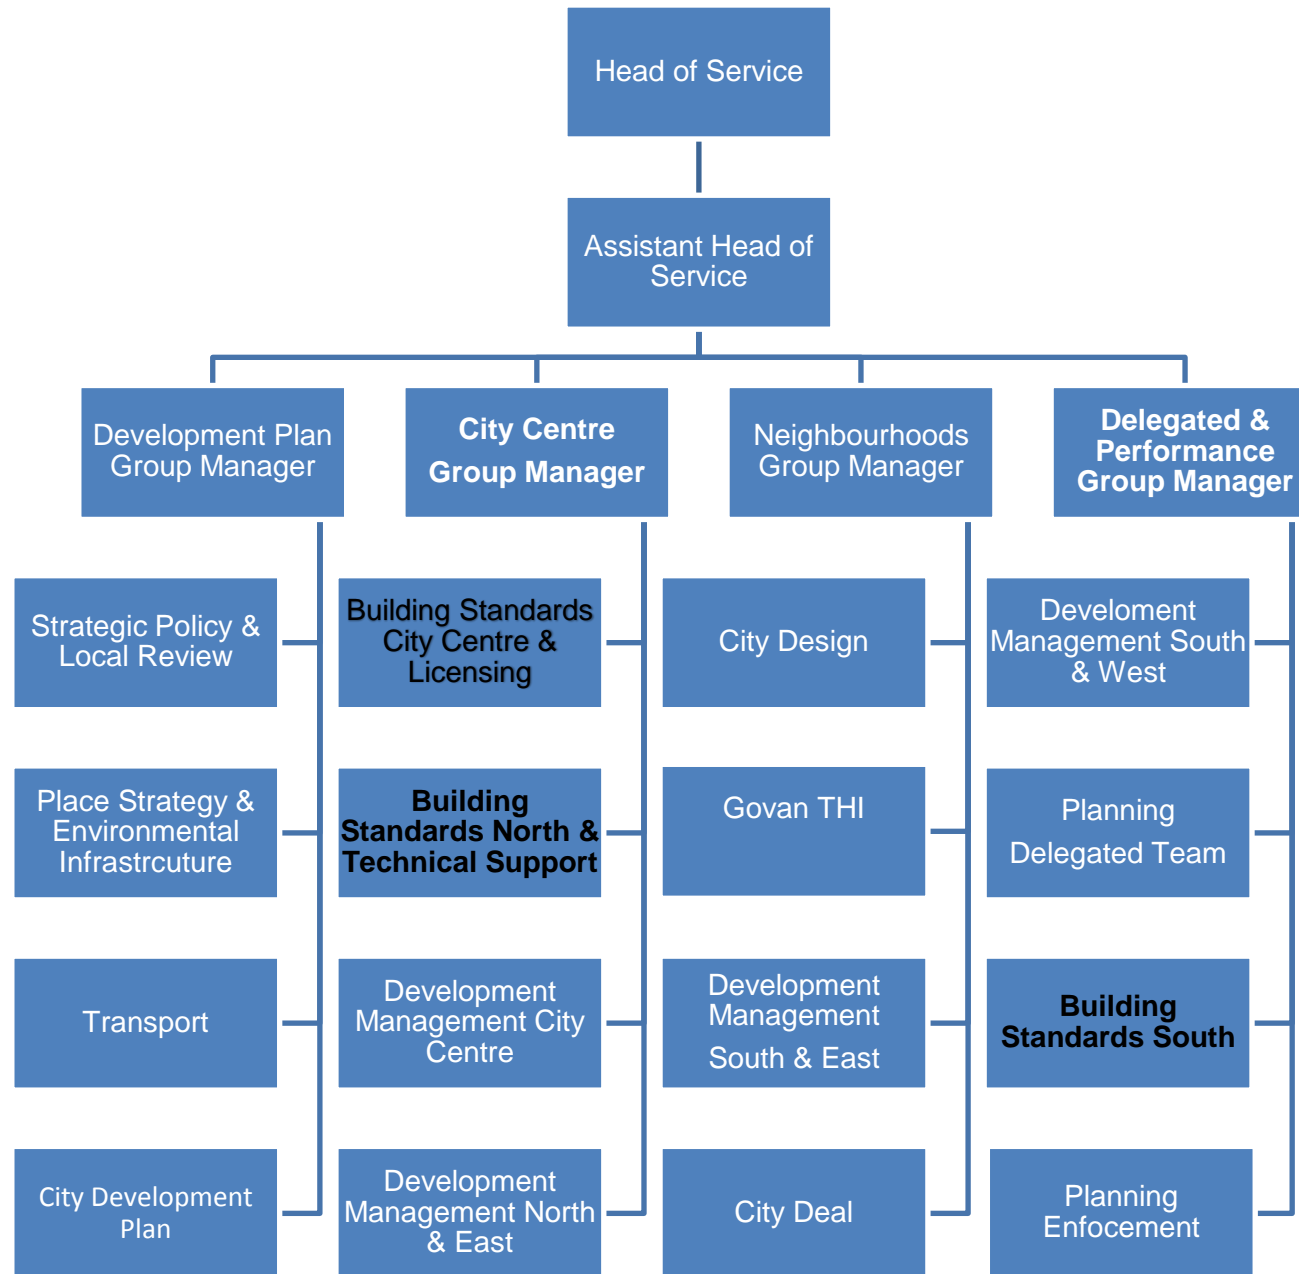 Head of Service
Assistant Head of
Service
Development Plan
Group Manager
City Centre
Group Manager
Neighbourhoods
Group Manager
Delegated &
Performance
Group Manager
Strategic Policy &
Local Review
Building Standards
City Centre &
Licensing
City Design
Develoment
Management South
& West
Place Strategy &
Environmental
Infrastrcuture
Building
Standards North &
Technical Support
Govan THI
Planning
Delegated Team
Transport
Development
Management City
Centre
Development
Management
South & East
Building
Standards South
City Development
Plan
Development
Management North
& East
City Deal
Planning
Enfocement